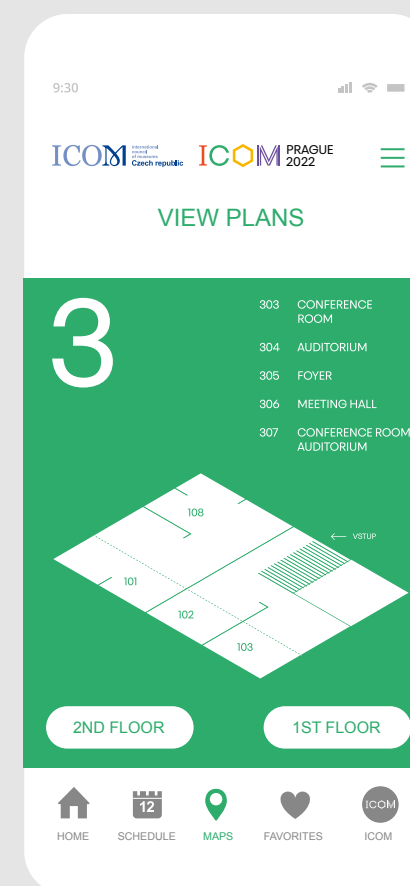 9:30
ICOM international
council
of museums
Czech republic
ICOM PRAGUE
2022
VIEW PLANS
3
303 CONFERENCE
ROOM
304 AUDITORIUM
305 FOYER
306 MEETING HALL
307 CONFERENCE ROOM
AUDITORIUM
108
← VSTUP
101
102
103
2ND FLOOR
1ST FLOOR
12
ICOM
HOME
SCHEDULE
MAPS
FAVORITES
ICOM